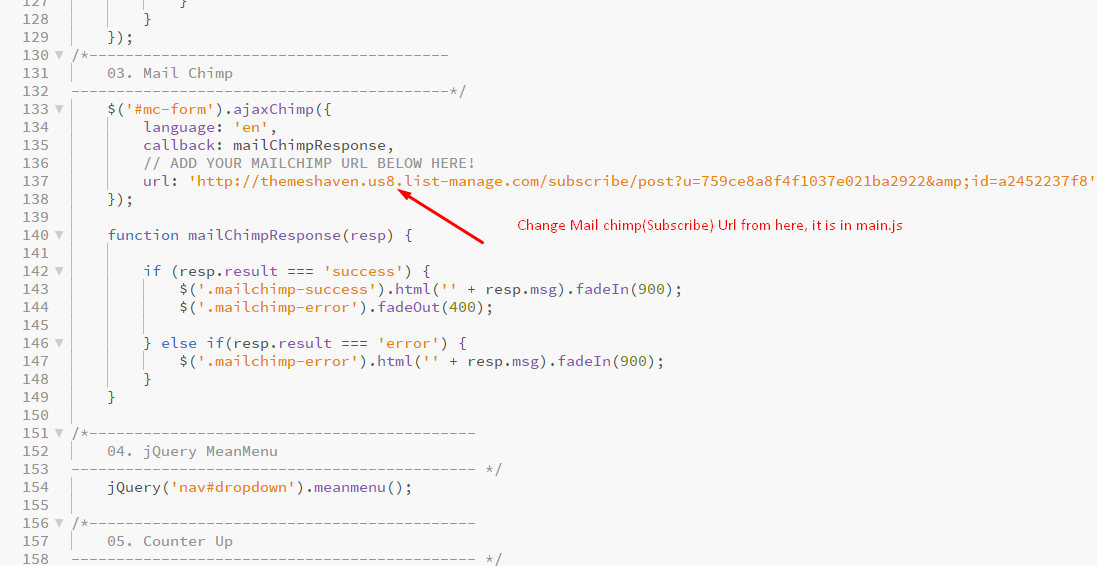 127            }
128        }
129    });
130 /*----------------------------------------
131    03. Mail Chimp
132 ------------------------------------------*/
133    $('#mc-form').ajaxChimp({
134        language: 'en',
135        callback: mailChimpResponse,
136        // ADD YOUR MAILCHIMP URL BELOW HERE!
137        url: 'http://themeshaven.us8.list-manage.com/subscribe/post?u=759ce8a8f4f1037e021ba2922&amp;id=a2452237f8'
138    });
Change Mail chimp(Subscribe) Url from here, it is in main.js
139
140    function mailChimpResponse(resp) {
141
142        if (resp.result === 'success') {
143            $('.mailchimp-success').html('' + resp.msg).fadeIn(900);
144            $('.mailchimp-error').fadeOut(400);
145
146        } else if(resp.result === 'error') {
147            $('.mailchimp-error').html('' + resp.msg).fadeIn(900);
148        }
149    }
150
151 /*-------------------------------------------
152    04. jQuery MeanMenu
153 --------------------------------------------- */
154    jQuery('nav#dropdown').meanmenu();
155
156 /*-------------------------------------------
157    05. Counter Up
158 --------------------------------------------- */